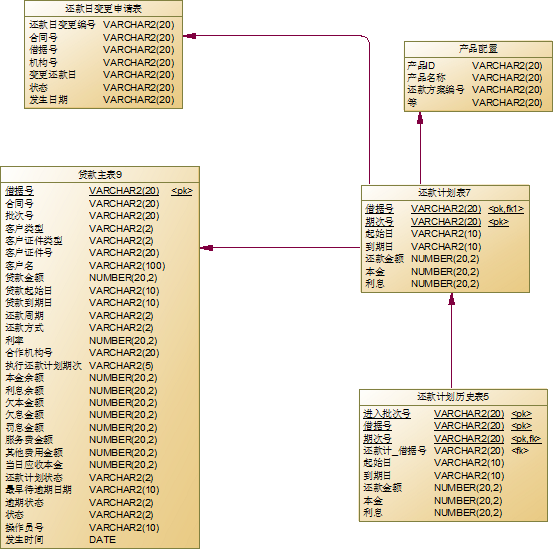 还款日变更申请表
还款日变更编号 VARCHAR2(20)
合同号 VARCHAR2(20)
借据号 VARCHAR2(20)
机构号 VARCHAR2(20)
变更还款日 VARCHAR2(20)
状态 VARCHAR2(20)
发生日期 VARCHAR2(20)
产品配置
产品ID VARCHAR2(20)
产品名称 VARCHAR2(20)
还款方案编号 VARCHAR2(20)
等 VARCHAR2(20)
贷款主表9
借据号 VARCHAR2(20) <pk>
合同号 VARCHAR2(20)
批次号 VARCHAR2(20)
客户类型 VARCHAR2(2)
客户证件类型 VARCHAR2(2)
客户证件号 VARCHAR2(20)
客户名 VARCHAR2(100)
贷款金额 NUMBER(20,2)
贷款起始日 VARCHAR2(10)
贷款到期日 VARCHAR2(10)
还款周期 VARCHAR2(2)
还款方式 VARCHAR2(2)
利率 NUMBER(20,2)
合作机构号 VARCHAR2(20)
执行还款计划期次 VARCHAR2(5)
本金余额 NUMBER(20,2)
利息余额 NUMBER(20,2)
欠本金额 NUMBER(20,2)
欠息金额 NUMBER(20,2)
罚息金额 NUMBER(20,2)
服务费金额 NUMBER(20,2)
其他费用金额 NUMBER(20,2)
当日应收本金 NUMBER(20,2)
还款计划状态 VARCHAR2(2)
最早待逾期日期 VARCHAR2(10)
逾期状态 VARCHAR2(2)
状态 VARCHAR2(2)
操作员号 VARCHAR2(10)
发生时间 DATE
还款计划表7
借据号 VARCHAR2(20) <pk,fk1>
期次号 VARCHAR2(20) <pk>
起始日 VARCHAR2(10)
到期日 VARCHAR2(10)
还款金额 NUMBER(20,2)
本金 NUMBER(20,2)
利息 NUMBER(20,2)
还款计划历史表5
进入批次号 VARCHAR2(20) <pk>
借据号 VARCHAR2(20) <pk>
期次号 VARCHAR2(20) <pk,fk>
还款计_借据号 VARCHAR2(20) <fk>
起始日 VARCHAR2(10)
到期日 VARCHAR2(10)
还款金额 NUMBER(20,2)
本金 NUMBER(20,2)
利息 NUMBER(20,2)